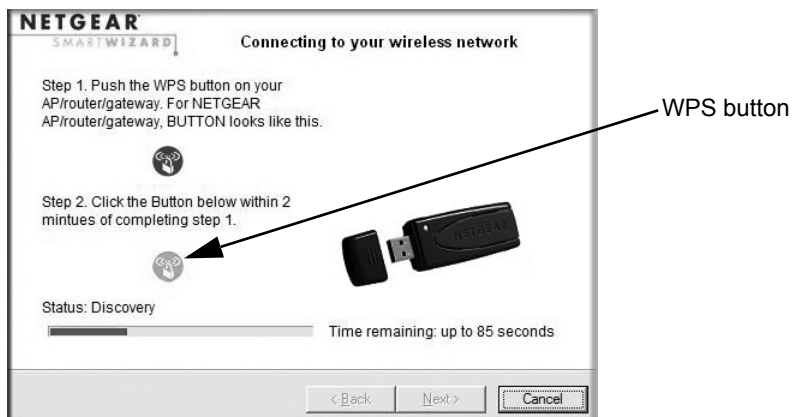 NETGEAR
SMARTWIZARD
Connecting to your wireless network
Step 1. Push the WPS button on your
AP/router/gateway. For NETGEAR
AP/router/gateway, BUTTON looks like this.
WPS button
Step 2. Click the Button below within 2
mintues of completing step 1.
NETGEAR
Status: Discovery
Time remaining: up to 85 seconds
< Back
Next >
Cancel